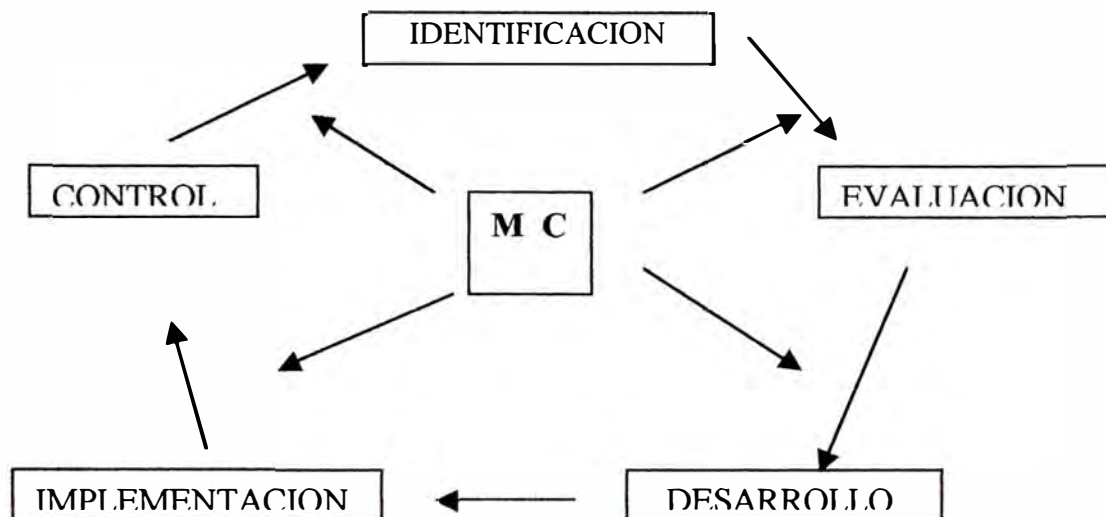 IDENTIFICACION
CONTROL
M C
EVALUACION
IMPLEMENTACION
DESARROLLO